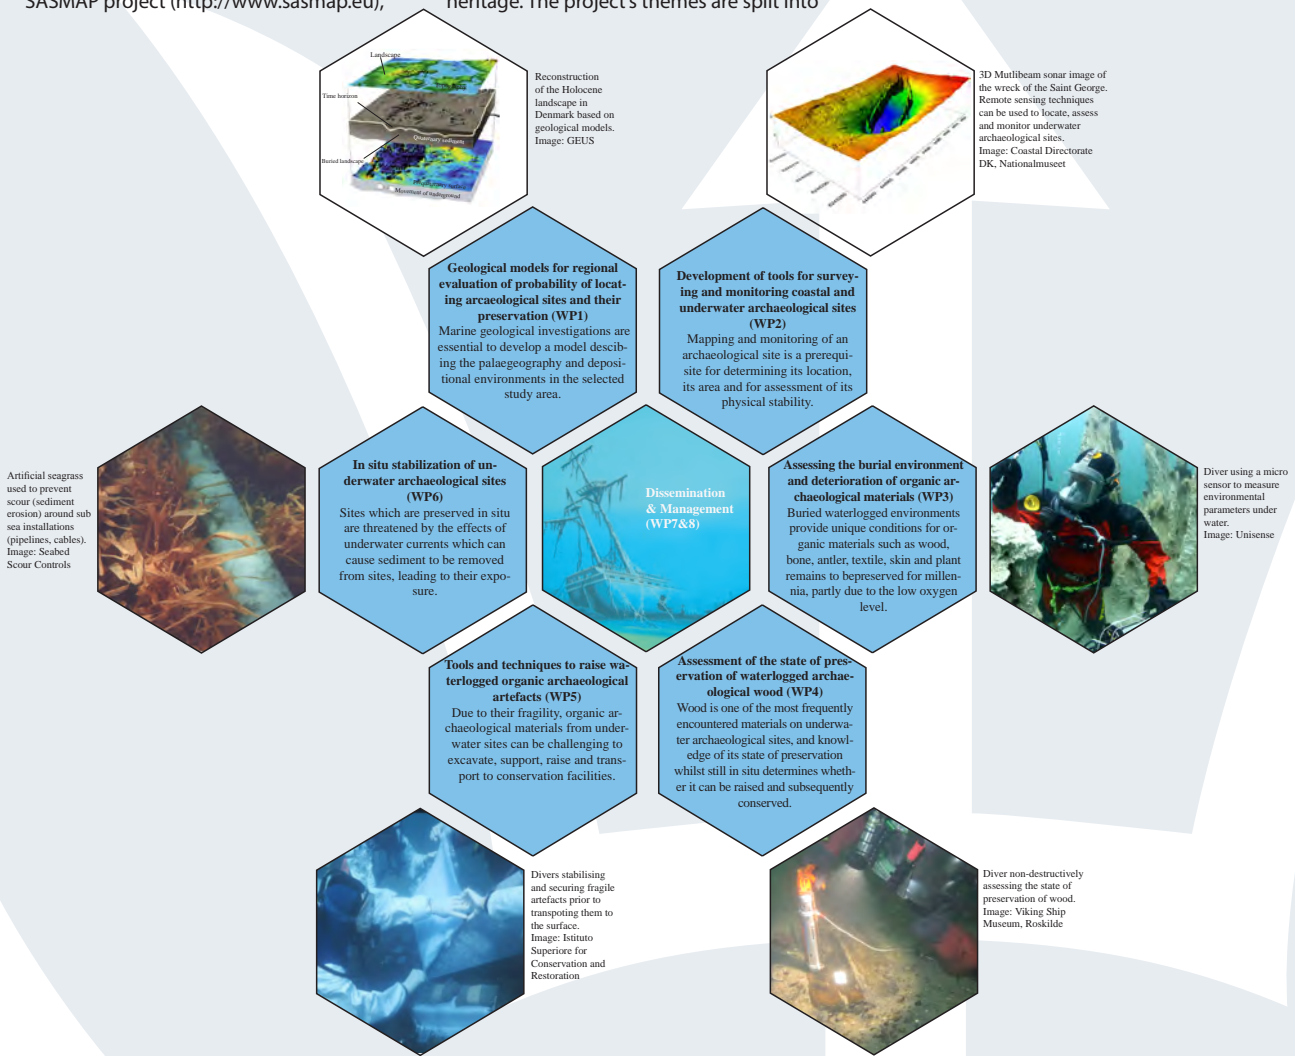 SASMAP project (http://www.sasmap.eu),
heritage. The project's themes are split into
Landscape
Time horizon
Quaternary sediment
Buried landscape
Movement of underground
Reconstruction
of the Holocene
landscape in
Denmark based on
geological models.
Image: GEUS
3D Mutlibeam sonar image of
the wreck of the Saint George.
Remote sensing techniques
can be used to locate, assess
and monitor underwater
archaeological sites.
Image: Coastal Directorate
DK, Nationalmuseet
Geological models for regional
evaluation of probability of locat-
ing arcaeological sites and their
preservation (WP1)
Marine geological investigations are
essential to develop a model descib-
ing the palaegeography and deposi-
tional environments in the selected
study area.
Development of tools for survey-
ing and monitoring coastal and
underwater archaeological sites
(WP2)
Mapping and monitoring of an
archaeological site is a prerequi-
site for determining its location,
its area and for assessment of its
physical stability.
Artificial seagrass
used to prevent
scour (sediment
erosion) around sub
sea installations
(pipelines, cables).
Image: Seabed
Scour Controls
In situ stabilization of un-
derwater archaeological sites
(WP6)
Sites which are preserved in situ
are threatened by the effects of
underwater currents which can
cause sediment to be removed
from sites, leading to their expo-
sure.
Dissemination
& Management
(WP7&8)
Assessing the burial environment
and deterioration of organic ar-
chaeological materials (WP3)
Buried waterlogged environments
provide unique conditions for or-
ganic materials such as wood,
bone, antler, textile, skin and plant
remains to bepreserved for millen-
nia, partly due to the low oxygen
level.
Diver using a micro
sensor to measure
environmental
parameters under
water.
Image: Unisense
Tools and techniques to raise wa-
terlogged organic archaeological
artefacts (WP5)
Due to their fragility, organic ar-
chaeological materials from under-
water sites can be challenging to
excavate, support, raise and trans-
port to conservation facilities.
Assessment of the state of pres-
ervation of waterlogged archae-
ological wood (WP4)
Wood is one of the most frequently
encountered materials on underwa-
ter archaeological sites, and knowl-
edge of its state of preservation
whilst still in situ determines wheth-
er it can be raised and subsequently
conserved.
Divers stabilising
and securing fragile
artefacts prior to
transpoting them to
the surface.
Image: Istituto
Superiore for
Conservation and
Restoration
Diver non-destructively
assessing the state of
preservation of wood.
Image: Viking Ship
Museum, Roskilde